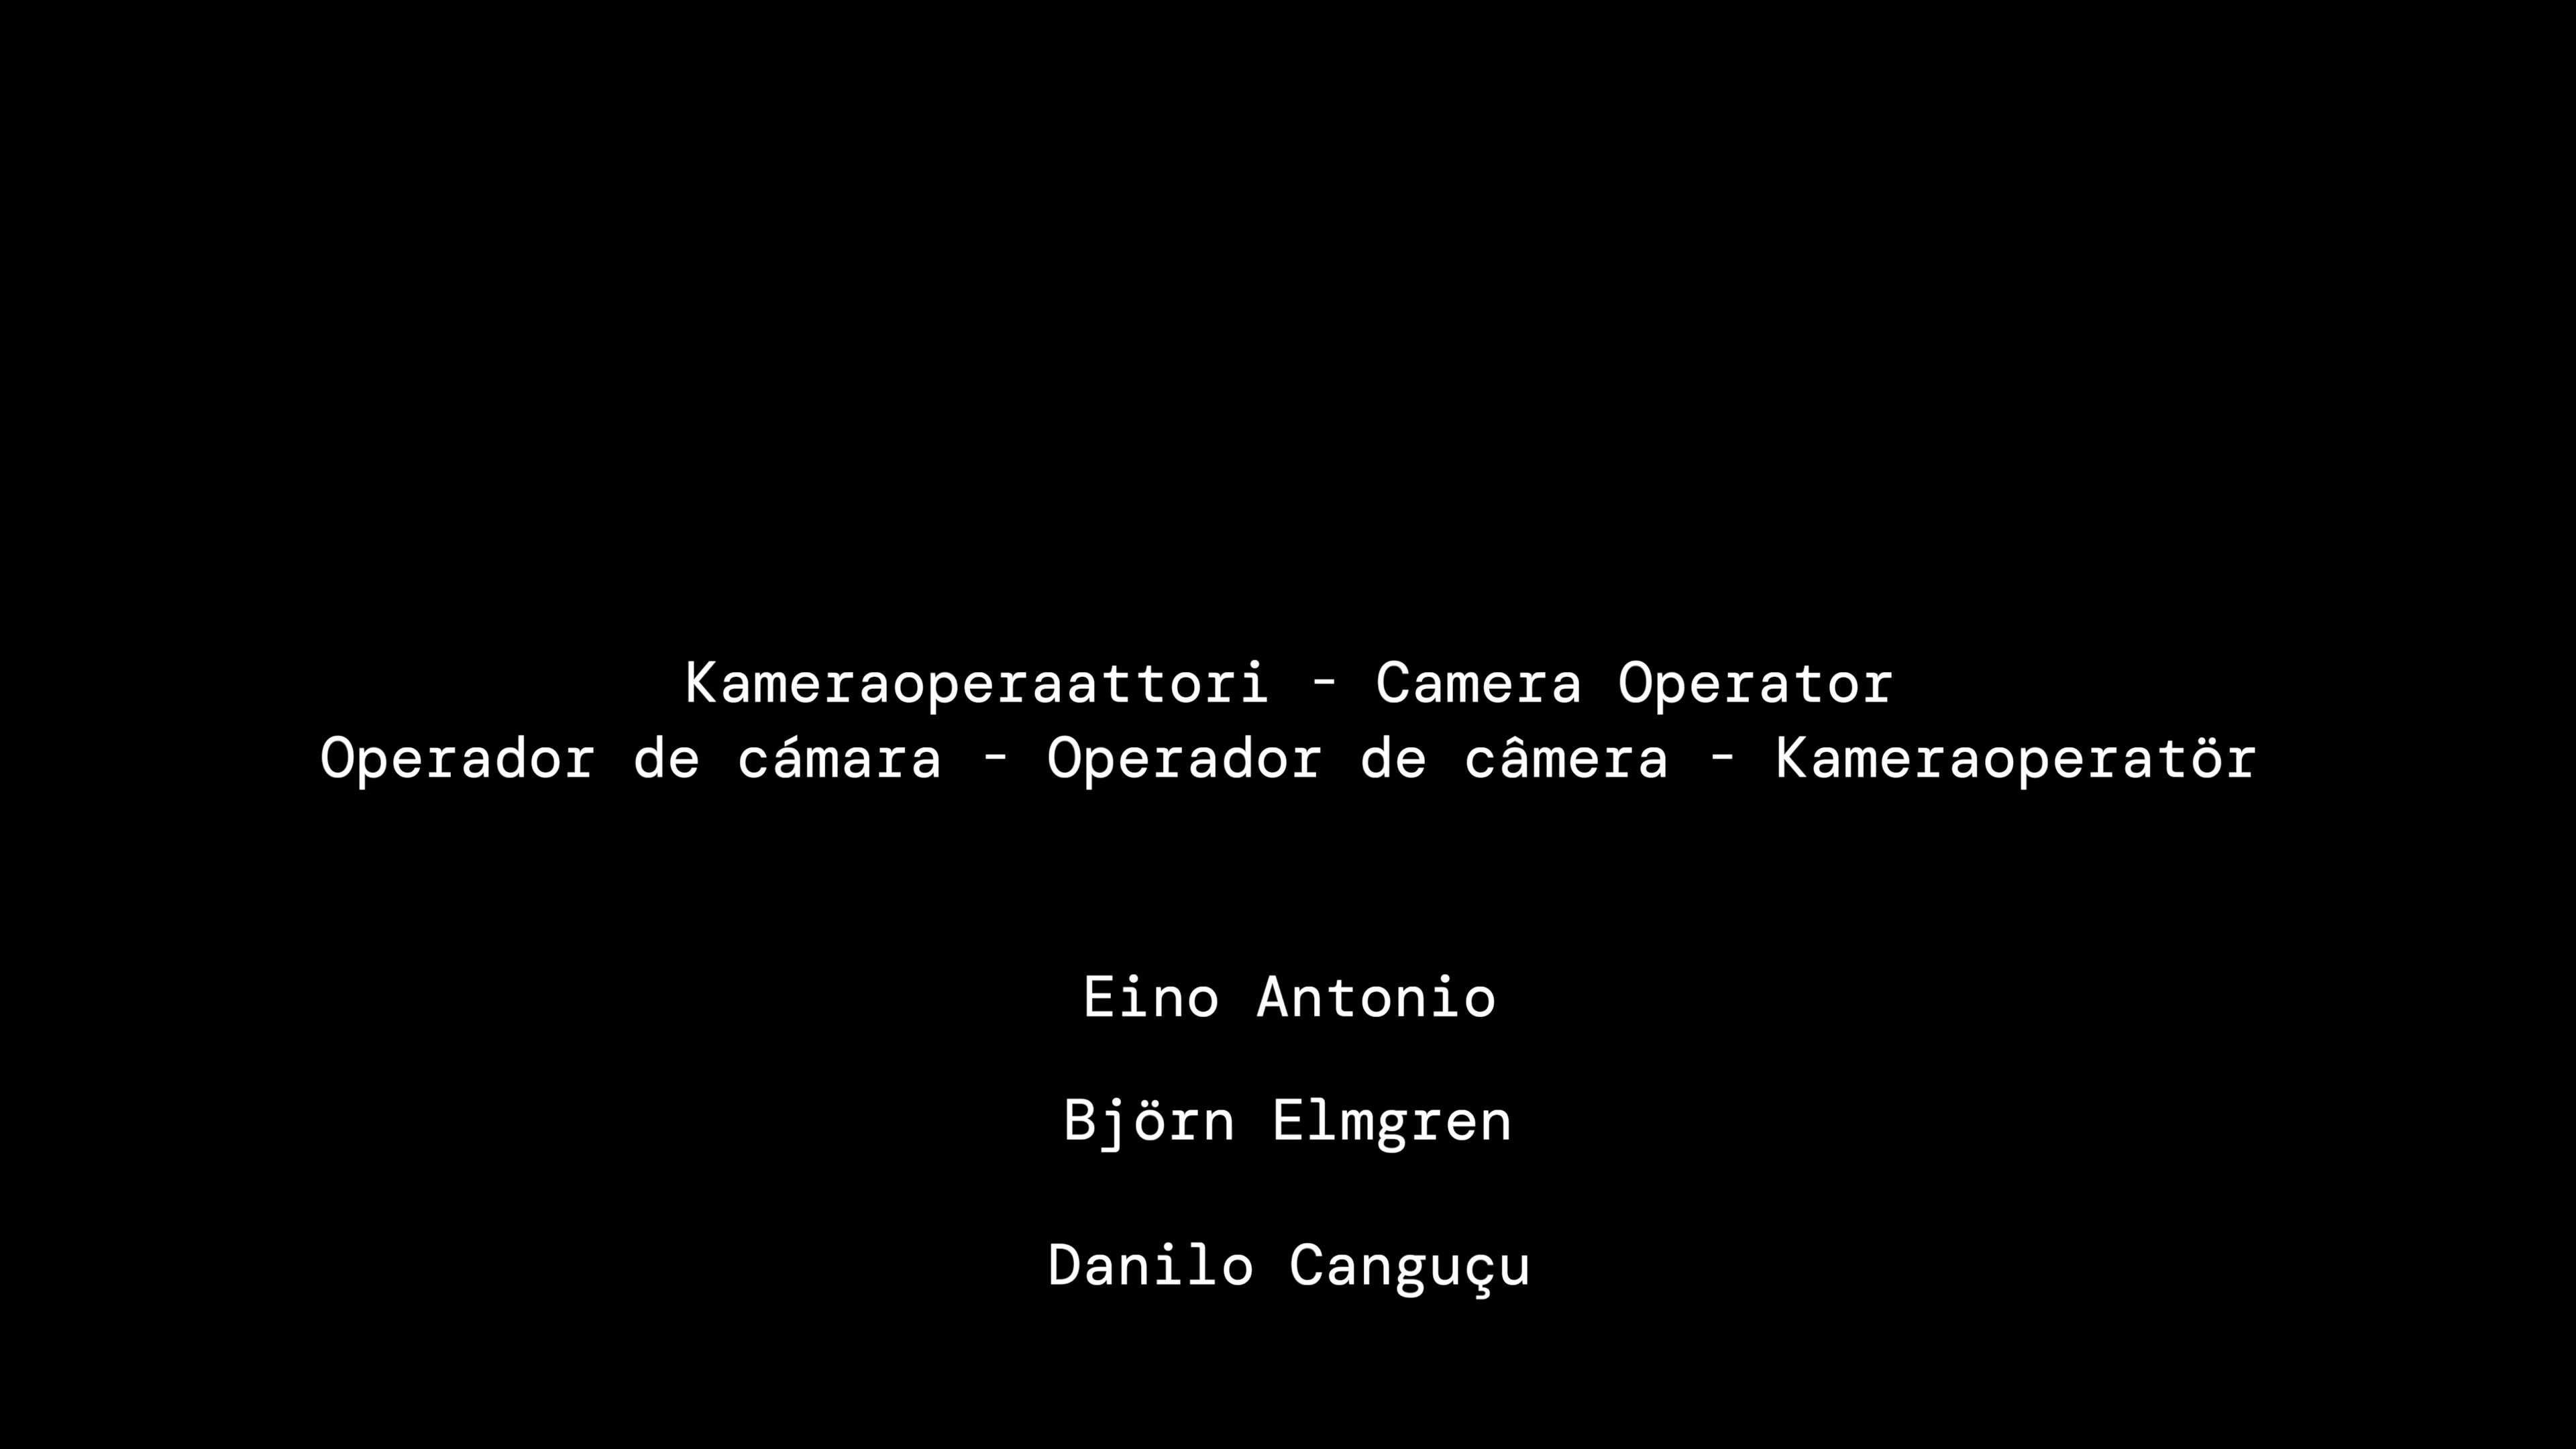 Kameraoperaattori - Camera Operator
Operador de cámara - Operador de câmera - Kameraoperatör
Eino Antonio
Björn Elmgren
Danilo Canguçu